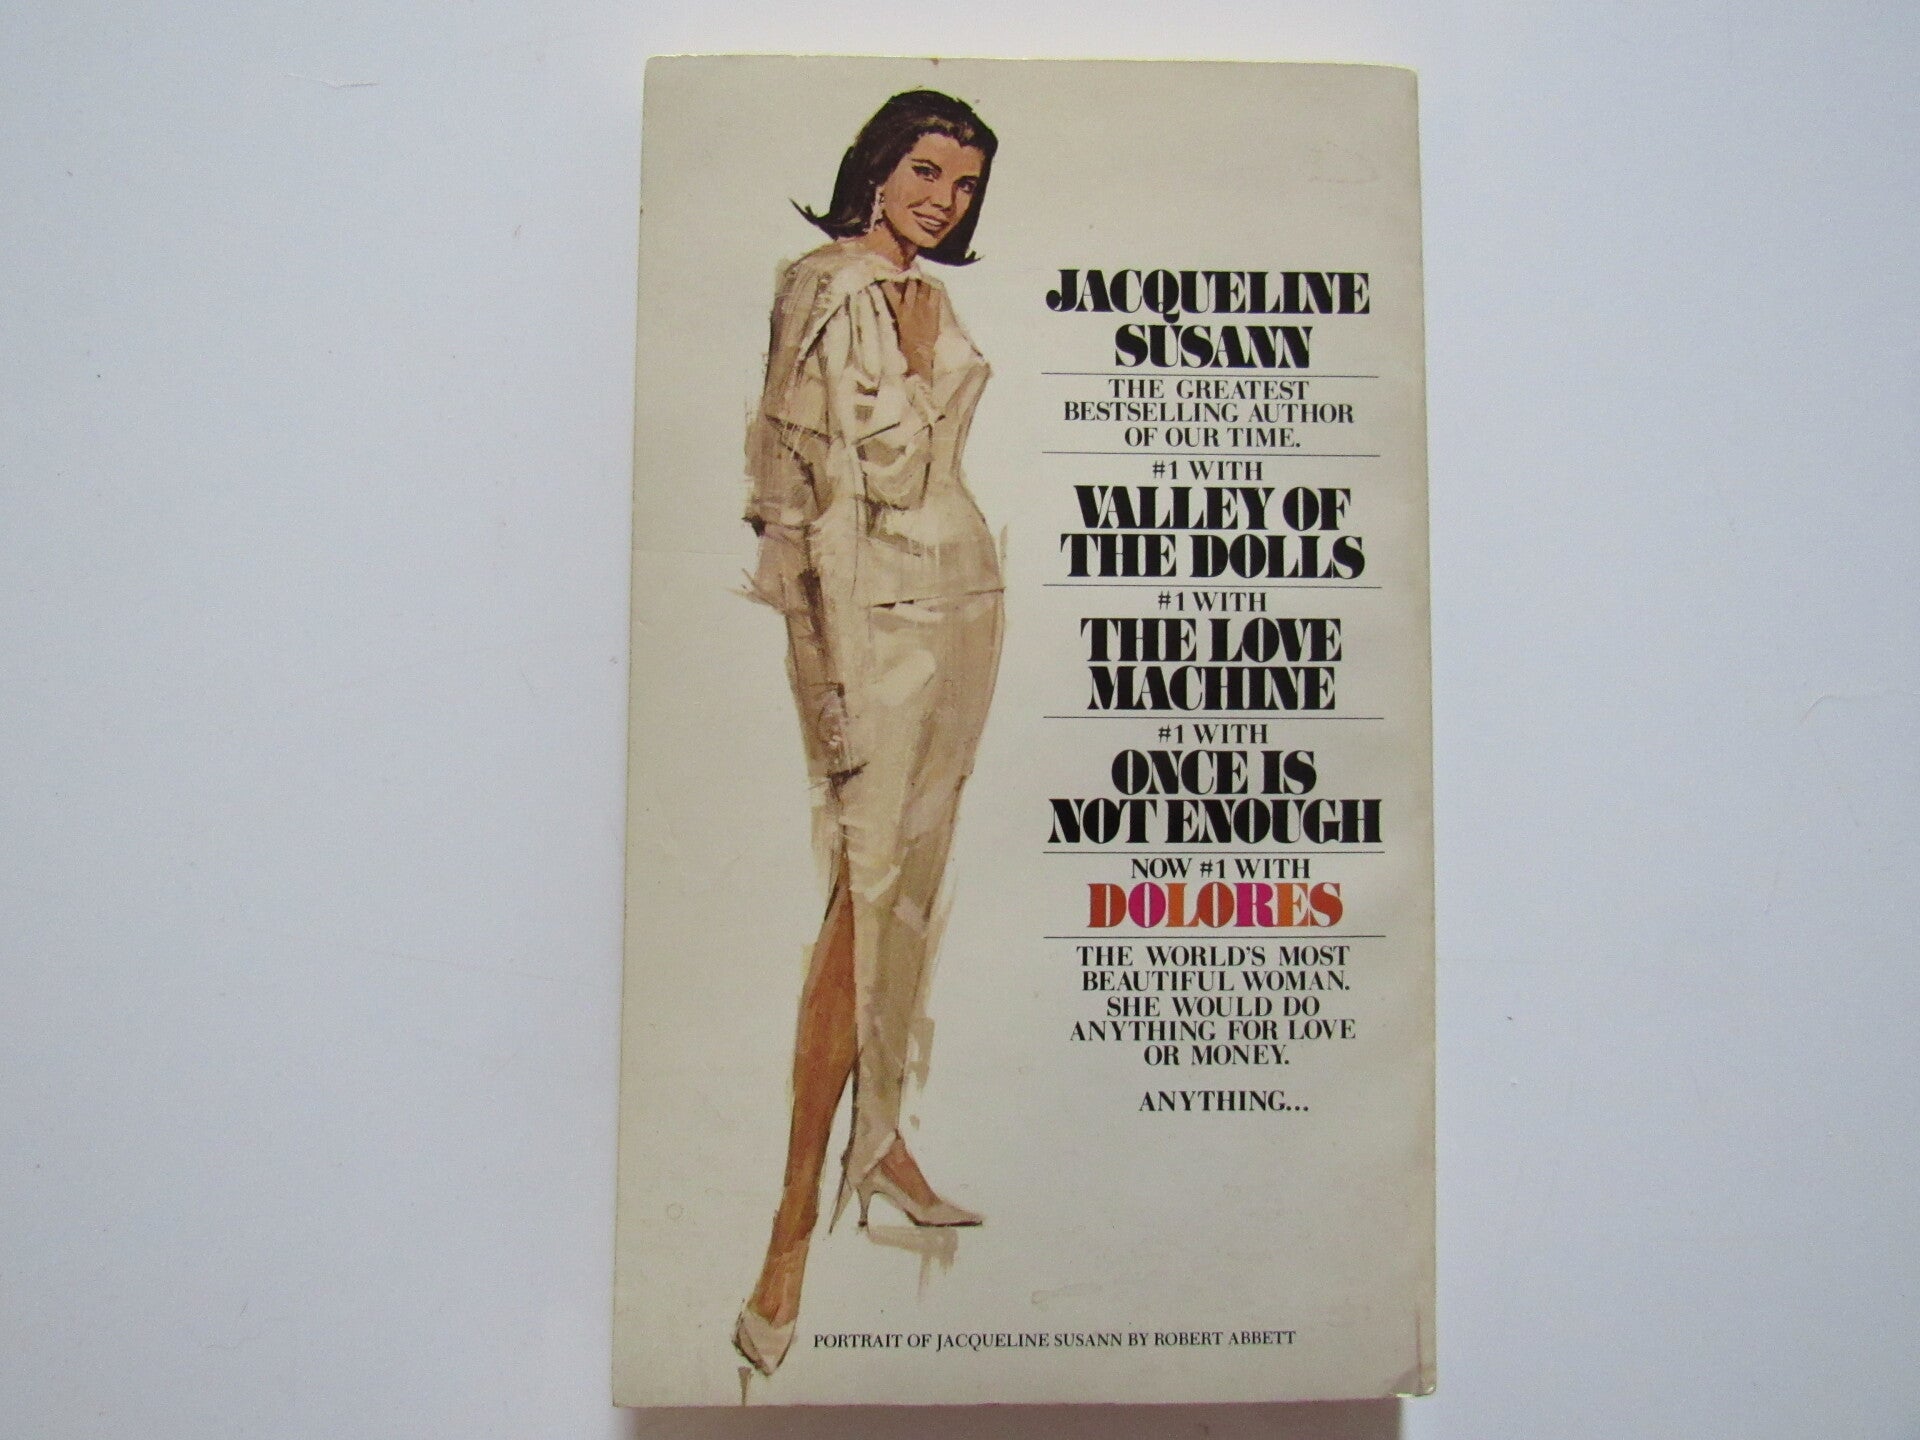 JACQUELINE
SUSANN
THE GREATEST
BESTSELLING AUTHOR
OF OUR TIME.
#1 WITH
VALLEY OF
THE DOLLS
#1 WITH
THE LOVE
MACHINE
#1 WITH
ONCE IS
NOT ENOUGH
NOW #1 WITH
DOLORES
THE WORLD'S MOST
BEAUTIFUL WOMAN.
SHE WOULD DO
ANYTHING FOR LOVE
OR MONEY.
ANYTHING...
PORTRAIT OF JACQUELINE SUSANN BY ROBERT ABBETT